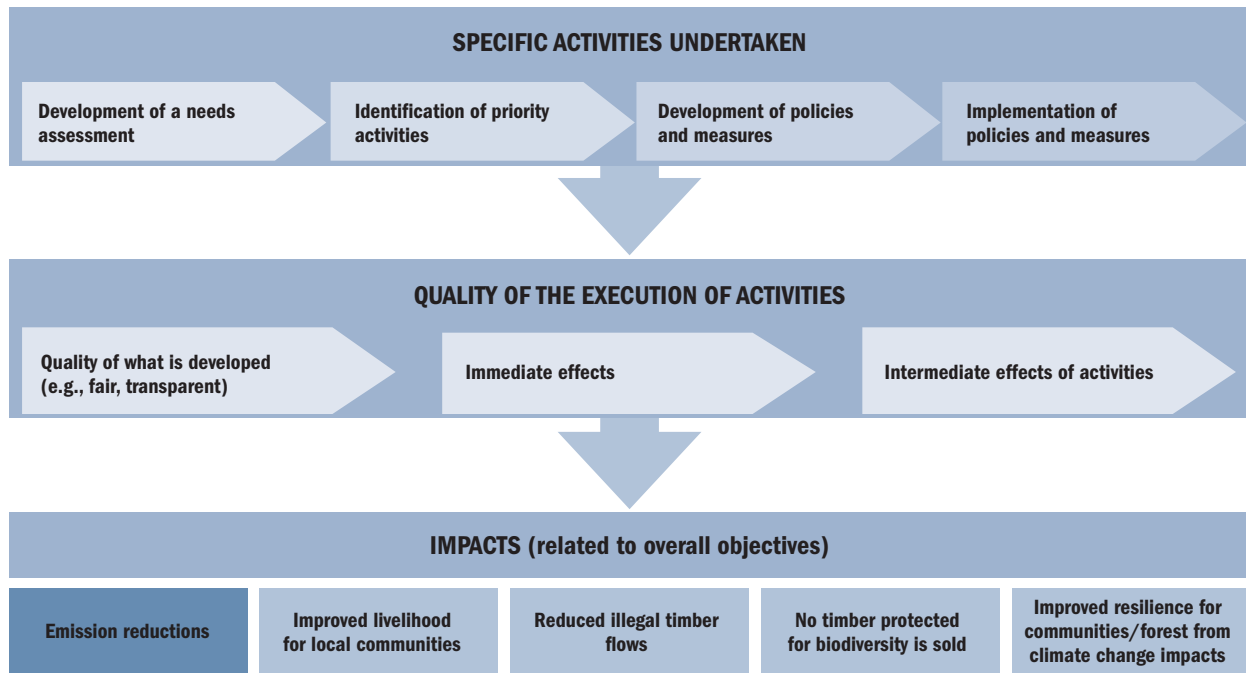 SPECIFIC ACTIVITIES UNDERTAKEN
Development of a needs
assessment
Identification of priority
activities
Development of policies
and measures
Implementation of
policies and measures
QUALITY OF THE EXECUTION OF ACTIVITIES
Quality of what is developed
(e.g., fair, transparent)
Immediate effects
Intermediate effects of activities
IMPACTS (related to overall objectives)
Emission reductions
Improved livelihood
for local communities
Reduced illegal timber
flows
No timber protected
for biodiversity is sold
Improved resilience for
communities/forest from
climate change impacts